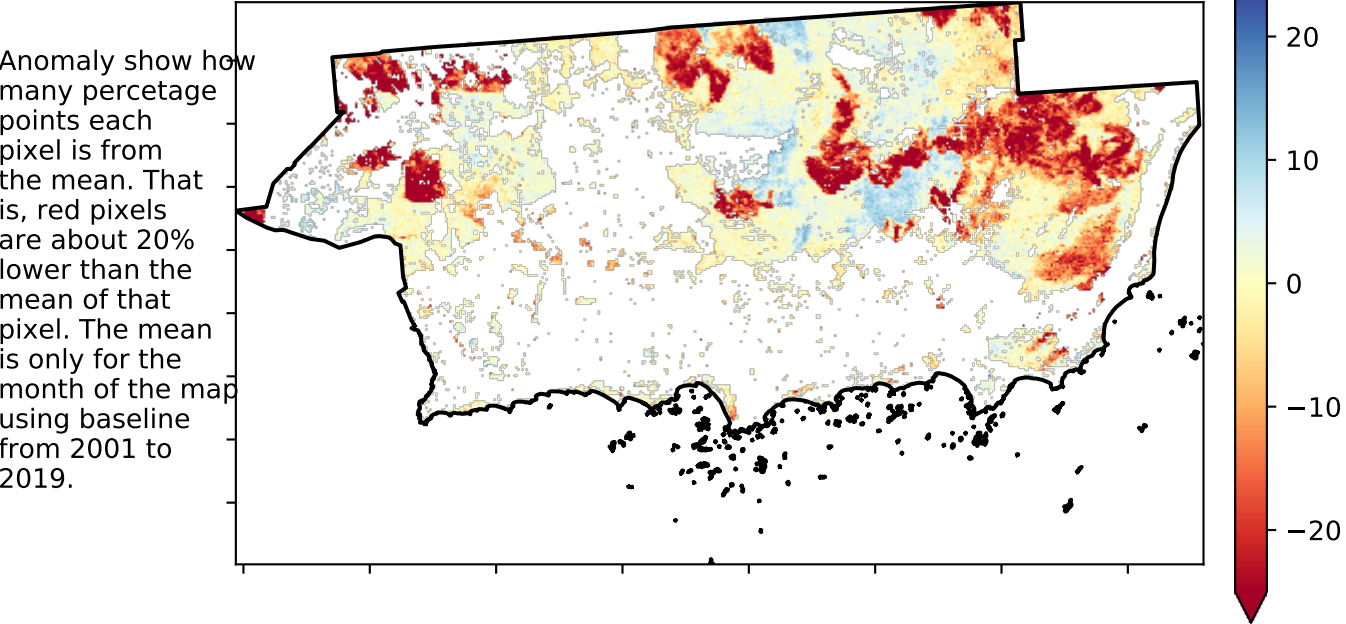 Anomaly show how
many percetage
points each
pixel is from
the mean. That
is, red pixels
are about 20%
lower than the
mean of that
pixel. The mean
is only for the
month of the map
using baseline
from 2001 to
2019.
20
10
0
−10
−20